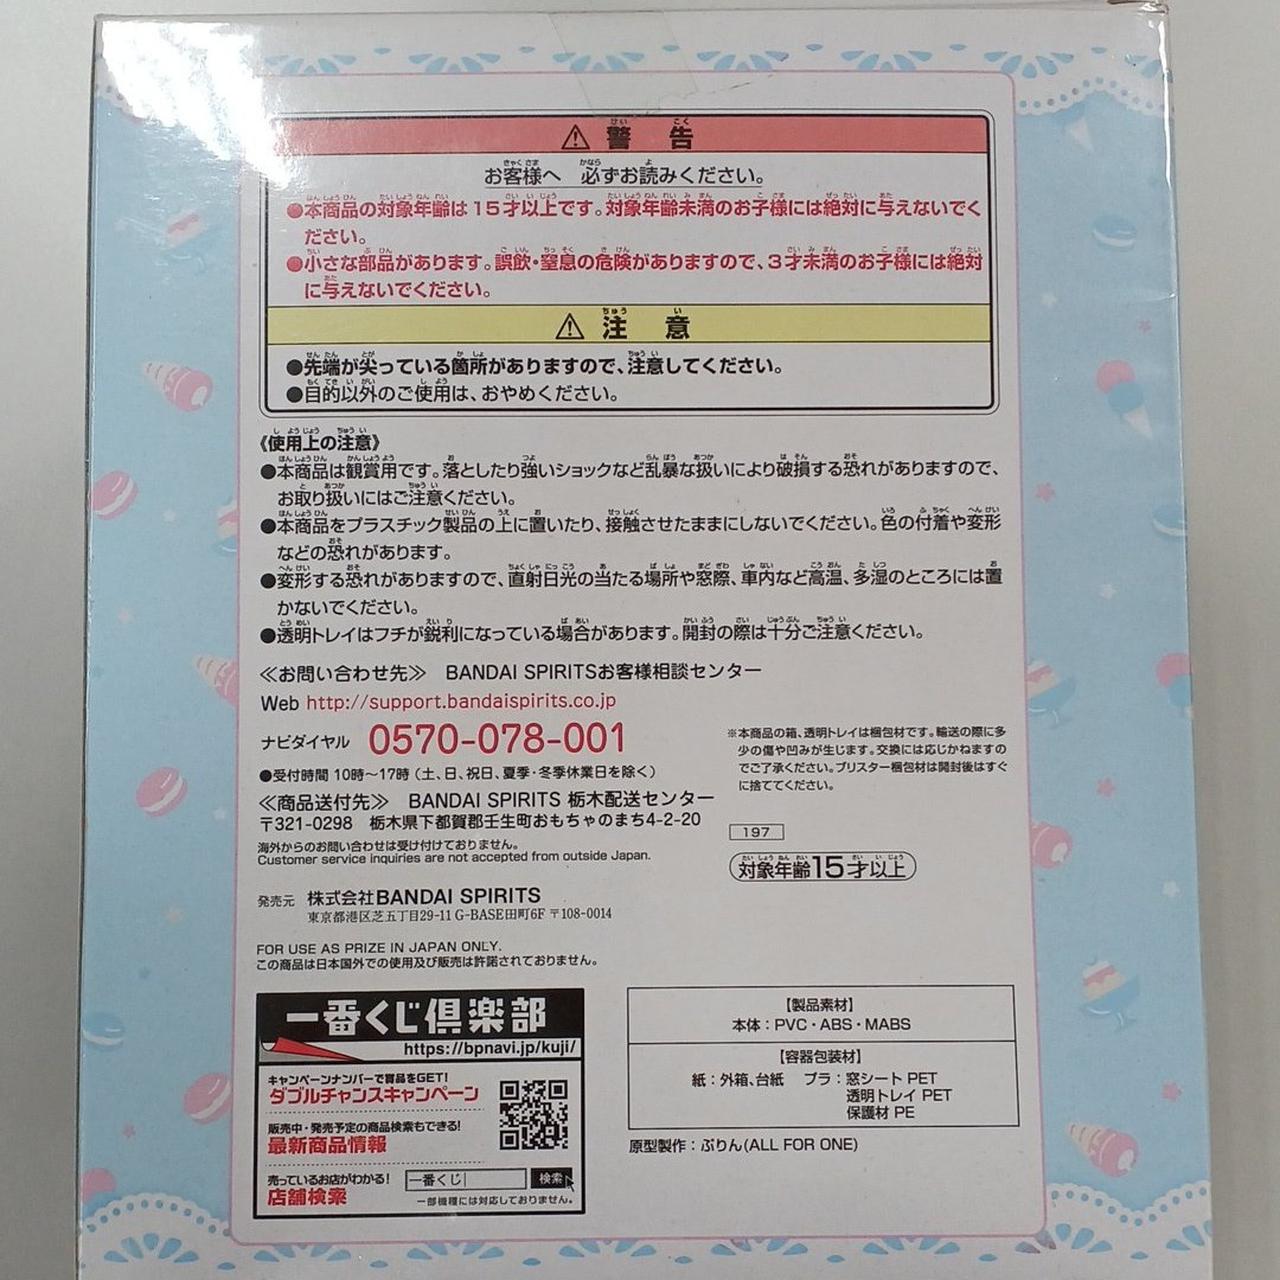 ⚠ 警告
お客様へ 必ずお読みください。
●本商品の対象年齢は15才以上です。対象年齢未満のお子様には絶対に与えないでく
ださい。
●小さな部品があります。誤飲・窒息の危険がありますので、3才未満のお子様には絶対
に与えないでください。
⚠ 注意
●先端が尖っている箇所がありますので、注意してください。
●目的以外のご使用は、おやめください。
《使用上の注意》
●本商品は観賞用です。落としたり強いショックなど乱暴な扱いにより破損する恐れがありますので、
お取り扱いにはご注意ください。
●本商品をプラスチック製品の上に置いたり、接触させたままにしないでください。色の付着や変形
などの恐れがあります。
●変形する恐れがありますので、直射日光の当たる場所や窓際、車内など高温、多湿のところには置
かないでください。
●透明トレイはフチが鋭利になっている場合があります。開封の際は十分ご注意ください。
≪お問い合わせ先≫ BANDAI SPIRITSお客様相談センター
Web http://support.bandaispirits.co.jp
ナビダイヤル 0570-078-001
●受付時間 10時〜17時(土、日、祝日、夏季・冬季休業日を除く)
≪商品送付先≫ BANDAI SPIRITS 栃木配送センター
〒321-0298 栃木県下都賀郡壬生町おもちゃのまち4-2-20
海外からのお問い合わせは受け付けておりません。
Customer service inquiries are not accepted from outside Japan.
※本商品の箱、透明トレイは梱包材です。輸送の際に多
少の傷や凹みが生じます。交換には応じかねますの
でご了承ください。ブリスター梱包材は開封後はすぐ
に捨ててください。
197
対象年齢15才以上
発売元 株式会社BANDAI SPIRITS
東京都港区芝五丁目29-11 G-BASE田町6F 〒108-0014
FOR USE AS PRIZE IN JAPAN ONLY.
この商品は日本国外での使用及び販売は許諾されておりません。
一番くじ倶楽部
https://bpnavi.jp/kuji/
キャンペーンナンバーで賞品をGET!
ダブルチャンスキャンペーン
販売中・発売予定の商品検索もできる!
最新商品情報
売っているお店がわかる!
店舗検索
一番くじ 検索
一部機種には対応しておりません。
【製品素材】
本体:PVC・ABS・MABS
【容器包装材】
紙:外箱、台紙 プラ:窓シート PET
透明トレイ PET
保護材 PE
原型製作:ぷりん(ALL FOR ONE)